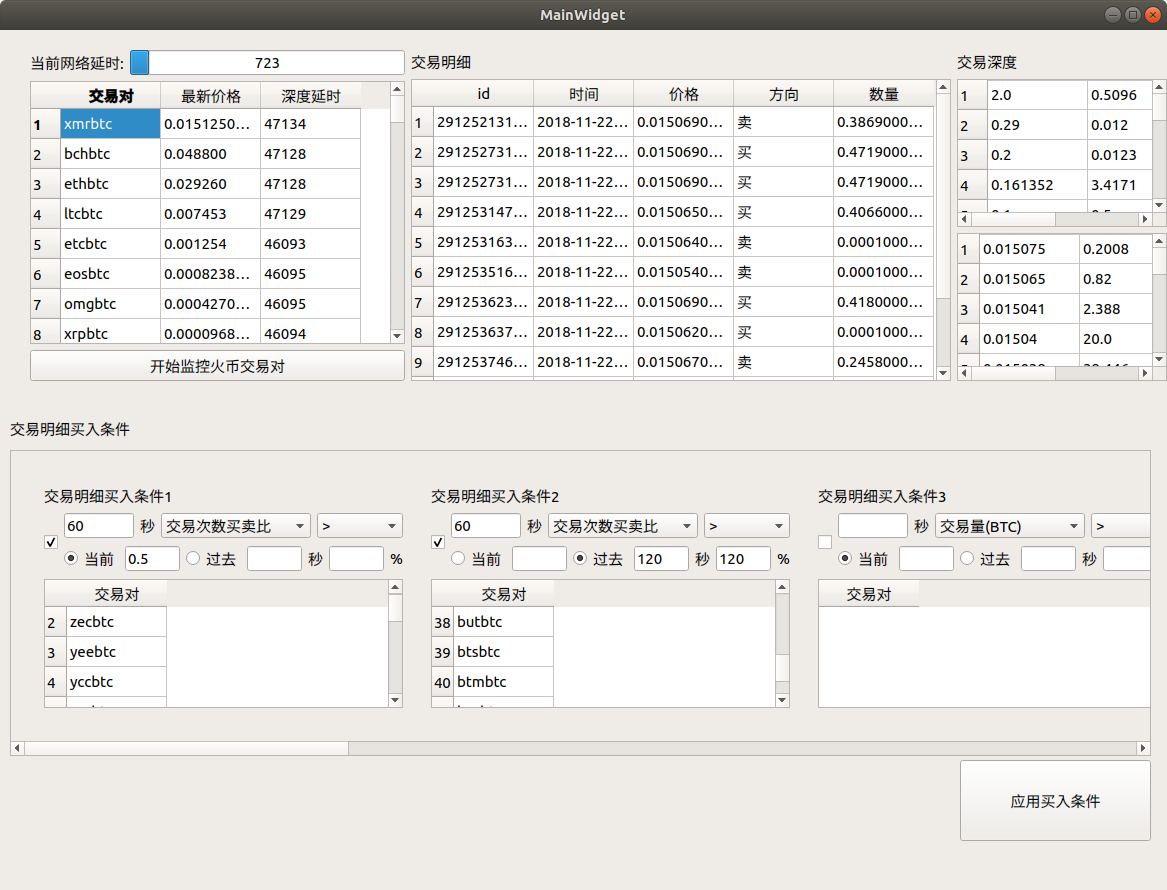 MainWidget
当前网络延时: 723
交易对 最新价格 深度延时
1 xmrbtc 0.0151250... 47134
2 bchbtc 0.048800 47128
3 ethbtc 0.029260 47128
4 ltcbtc 0.007453 47129
5 etcbtc 0.001254 46093
6 eosbtc 0.0008238... 46095
7 omgbtc 0.0004270... 46095
8 xrpbtc 0.0000968... 46094
开始监控火币交易对
交易明细
id 时间 价格 方向 数量
1 291252131... 2018-11-22... 0.0150690... 卖 0.3869000...
2 291252731... 2018-11-22... 0.0150690... 买 0.4719000...
3 291252731... 2018-11-22... 0.0150690... 买 0.4719000...
4 291253147... 2018-11-22... 0.0150650... 买 0.4066000...
5 291253163... 2018-11-22... 0.0150640... 卖 0.0001000...
6 291253516... 2018-11-22... 0.0150540... 卖 0.0001000...
7 291253623... 2018-11-22... 0.0150690... 买 0.4180000...
8 291253637... 2018-11-22... 0.0150620... 买 0.0001000...
9 291253746... 2018-11-22... 0.0150670... 卖 0.2458000...
交易深度
1 2.0 0.5096
2 0.29 0.012
3 0.2 0.0123
4 0.161352 3.4171
1 0.015075 0.2008
2 0.015065 0.82
3 0.015041 2.388
4 0.01504 20.0
交易明细买入条件
交易明细买入条件1
60 秒 交易次数买卖比 >
当前 0.5 过去 秒 %
交易对
2 zecbtc
3 yeebtc
4 yccbtc
交易明细买入条件2
60 秒 交易次数买卖比 >
当前 过去 120 秒 120 %
交易对
38 butbtc
39 btsbtc
40 btmbtc
交易明细买入条件3
秒 交易量(BTC) >
当前 过去 秒
交易对
应用买入条件